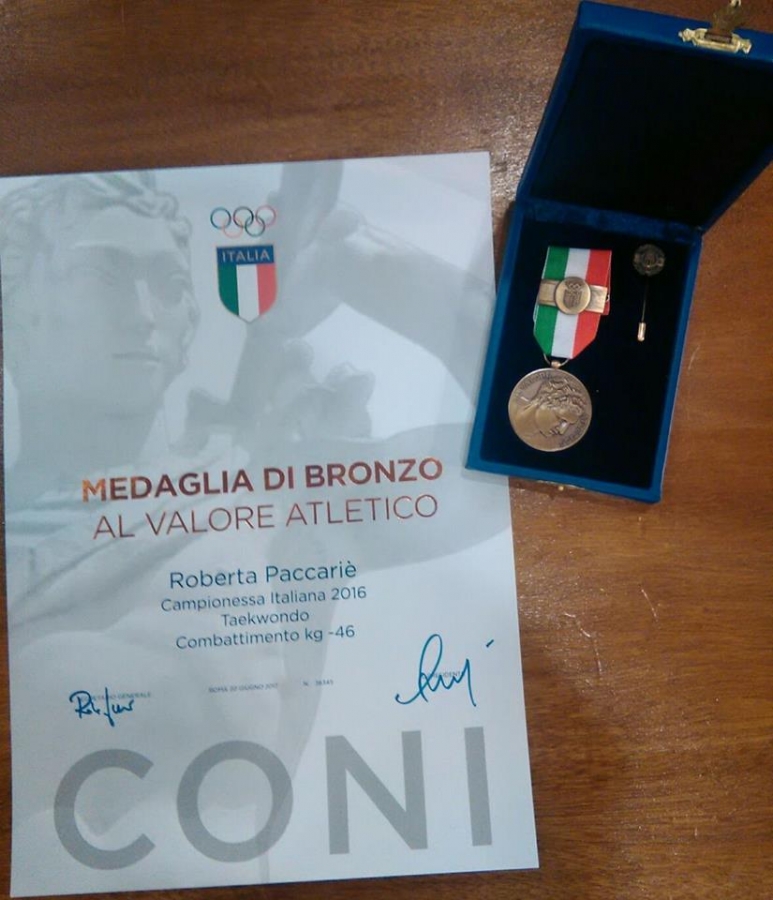 ITALIA
MEDAGLIA DI BRONZO
AL VALORE ATLETICO
Roberta Paccariè
Campionessa Italiana 2016
Taekwondo
Combattimento kg -46
CONI